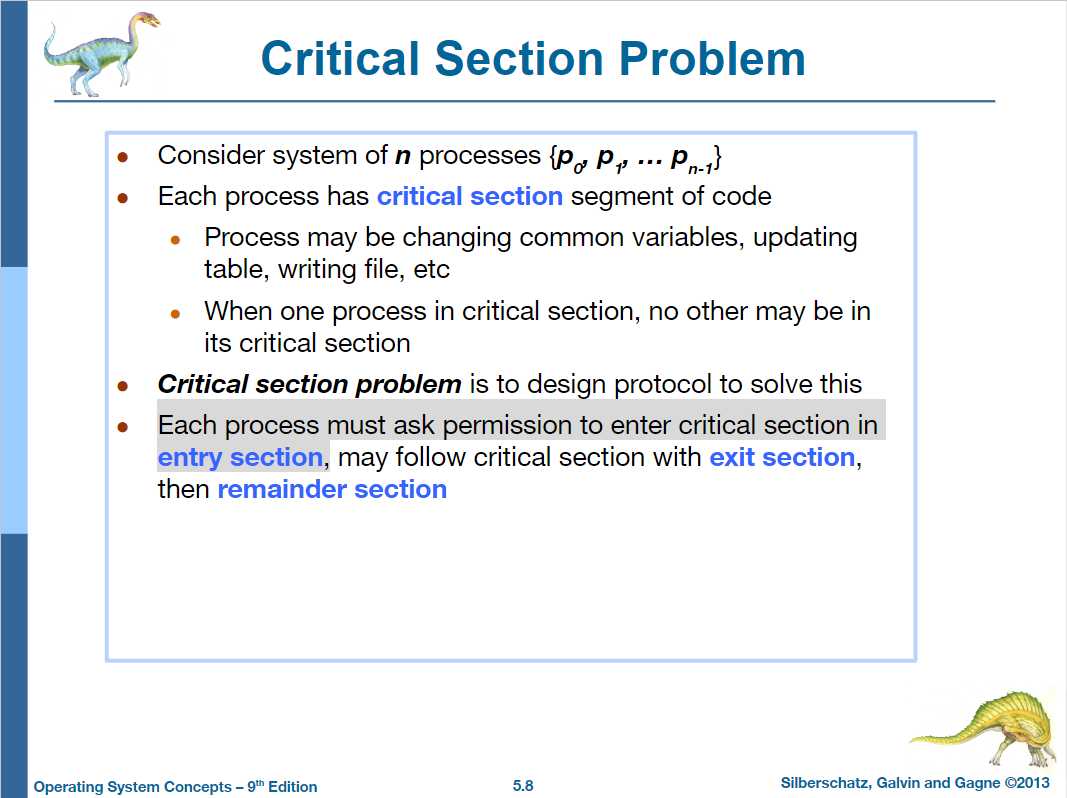 Critical Section Problem
Consider system of n processes {p0, p1, … pn-1}
Each process has critical section segment of code
Process may be changing common variables, updating
table, writing file, etc
When one process in critical section, no other may be in
its critical section
Critical section problem is to design protocol to solve this
Each process must ask permission to enter critical section in
entry section, may follow critical section with exit section,
then remainder section
Operating System Concepts – 9th Edition
5.8
Silberschatz, Galvin and Gagne ©2013